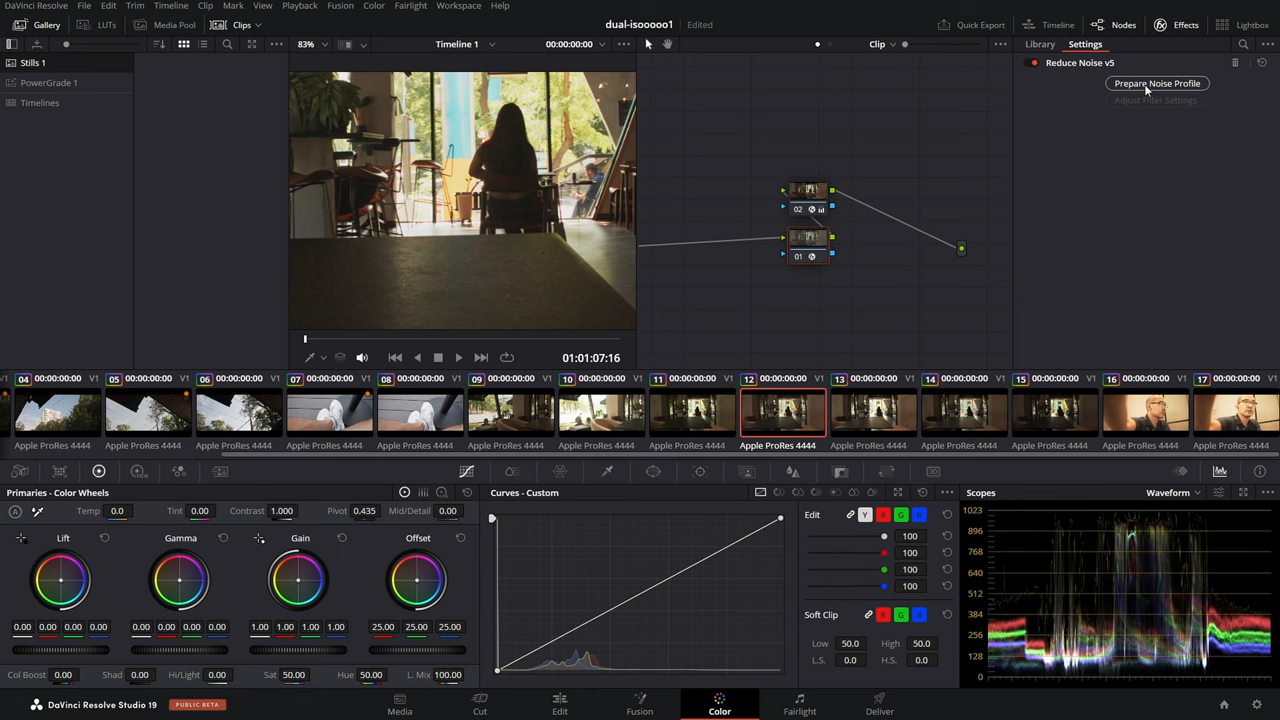 DaVinci Resolve File Edit Trim Timeline Clip Mark View Playback Fusion Color Fairlight Workspace Help
Gallery LUTs Media Pool Clips dual-isooooo1 Edited Quick Export Timeline Nodes Effects Lightbox
83% Timeline 1 00:00:00:00 Clip Library Settings
Stills 1
PowerGrade 1
Timelines
Reduce Noise v5
Prepare Noise Profile
Adjust Filter Settings
02
01
01:01:07:16
V1 04 00:00:00:00 V1 05 00:00:00:00 V1 06 00:00:00:00 V1 07 00:00:00:00 V1 08 00:00:00:00 V1 09 00:00:00:00 V1 10 00:00:00:00 V1 11 00:00:00:00 V1 12 00:00:00:00 V1 13 00:00:00:00 V1 14 00:00:00:00 V1 15 00:00:00:00 V1 16 00:00:00:00 V1 17 00:00:00:00 V1
Apple ProRes 4444 Apple ProRes 4444 Apple ProRes 4444 Apple ProRes 4444 Apple ProRes 4444 Apple ProRes 4444 Apple ProRes 4444 Apple ProRes 4444 Apple ProRes 4444 Apple ProRes 4444 Apple ProRes 4444 Apple ProRes 4444 Apple ProRes 4444 Apple ProRes 4444
Primaries - Color Wheels
A Temp 0.0 Tint 0.00 Contrast 1.000 Pivot 0.435 Mid/Detail 0.00
Lift Gamma Gain Offset
0.00 0.00 0.00 0.00 0.00 0.00 0.00 0.00 1.00 1.00 1.00 1.00 25.00 25.00 25.00
Col Boost 0.00 Shad 0.00 Hi/Light 0.00 Sat 50.00 Hue 50.00 L. Mix 100.00
Curves - Custom
Edit Y R G B
100
100
100
100
Soft Clip R G B
Low 50.0 High 50.0
L.S. 0.0 H.S. 0.0
Scopes Waveform
1023
896
768
640
512
384
256
128
0
DaVinci Resolve Studio 19 PUBLIC BETA Media Cut Edit Fusion Color Fairlight Deliver